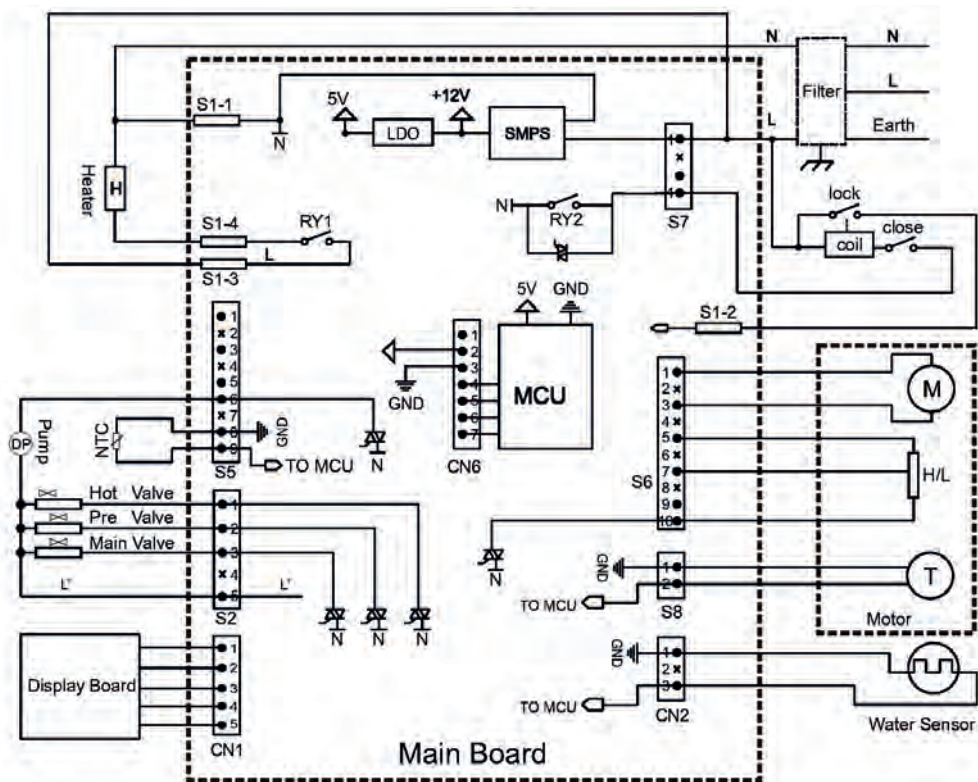 N
N
S1-1
5V
+12V
LDO
SMPS
N
L
Filter
L
Earth
1
x
4
S7
Heater
H
S1-4
RY1
L
S1-3
N
RY2
lock
coil
close
S1-2
1
x2
3
x4
5
6
x7
8
9
S5
GND
TO MCU
NTC
DP
Pump
N
5V
GND
1
2
3
4
5
6
7
CN6
GND
MCU
1
2
x
3
4
x
5
6
x
7
8
x
9
10
S6
M
H/L
N
Hot Valve
Pre Valve
Main Valve
L'
L'
1
2
3
x4
5
S2
N
N
N
GND
1
2
S8
TO MCU
T
Motor
Display Board
1
2
3
4
5
CN1
GND
1
2
x
3
CN2
TO MCU
Water Sensor
Main Board